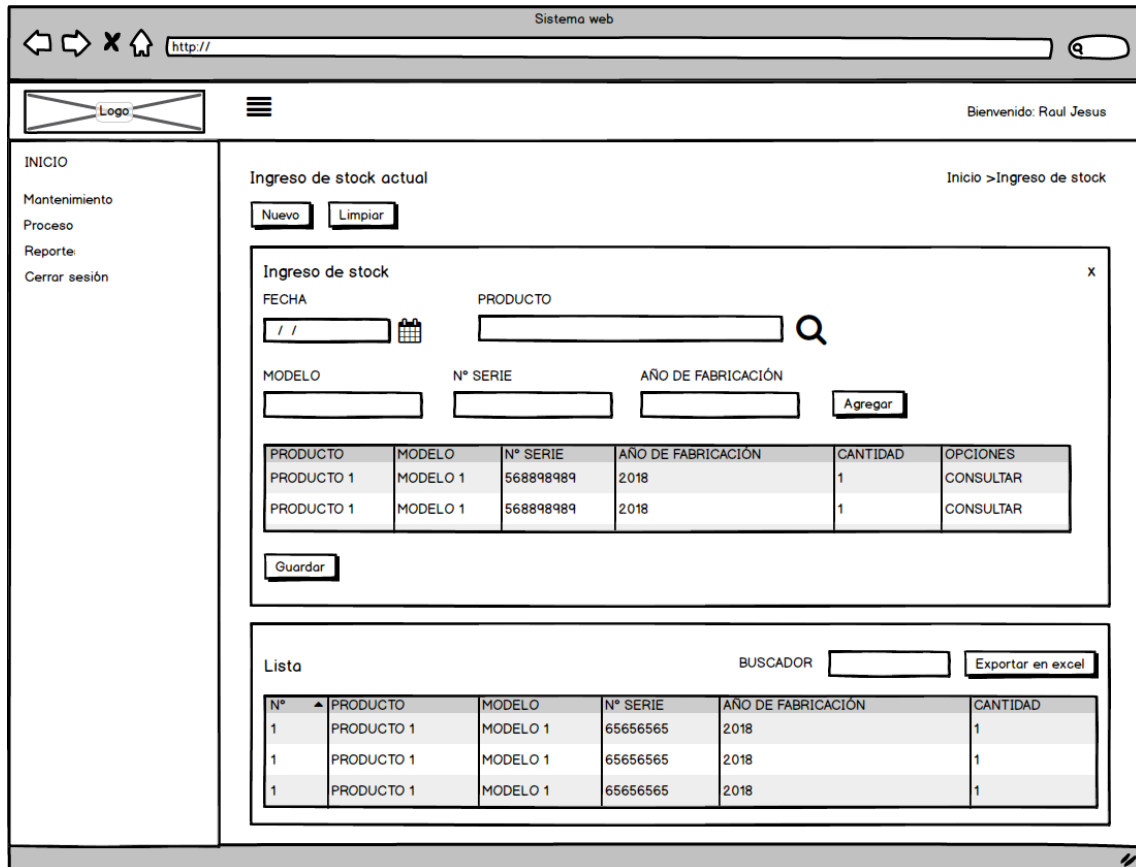 Sistema web
http://
Logo
Bienvenido: Raul Jesus
INICIO
Mantenimiento
Proceso
Reporte
Cerrar sesión
Ingreso de stock actual
Inicio >Ingreso de stock
Nuevo Limpiar
Ingreso de stock x
FECHA PRODUCTO
/ /
MODELO N° SERIE AÑO DE FABRICACIÓN
Agregar
PRODUCTO MODELO N° SERIE AÑO DE FABRICACIÓN CANTIDAD OPCIONES
PRODUCTO 1 MODELO 1 568898989 2018 1 CONSULTAR
PRODUCTO 1 MODELO 1 568898989 2018 1 CONSULTAR
Guardar
Lista BUSCADOR Exportar en excel
N° PRODUCTO MODELO N° SERIE AÑO DE FABRICACIÓN CANTIDAD
1 PRODUCTO 1 MODELO 1 65656565 2018 1
1 PRODUCTO 1 MODELO 1 65656565 2018 1
1 PRODUCTO 1 MODELO 1 65656565 2018 1